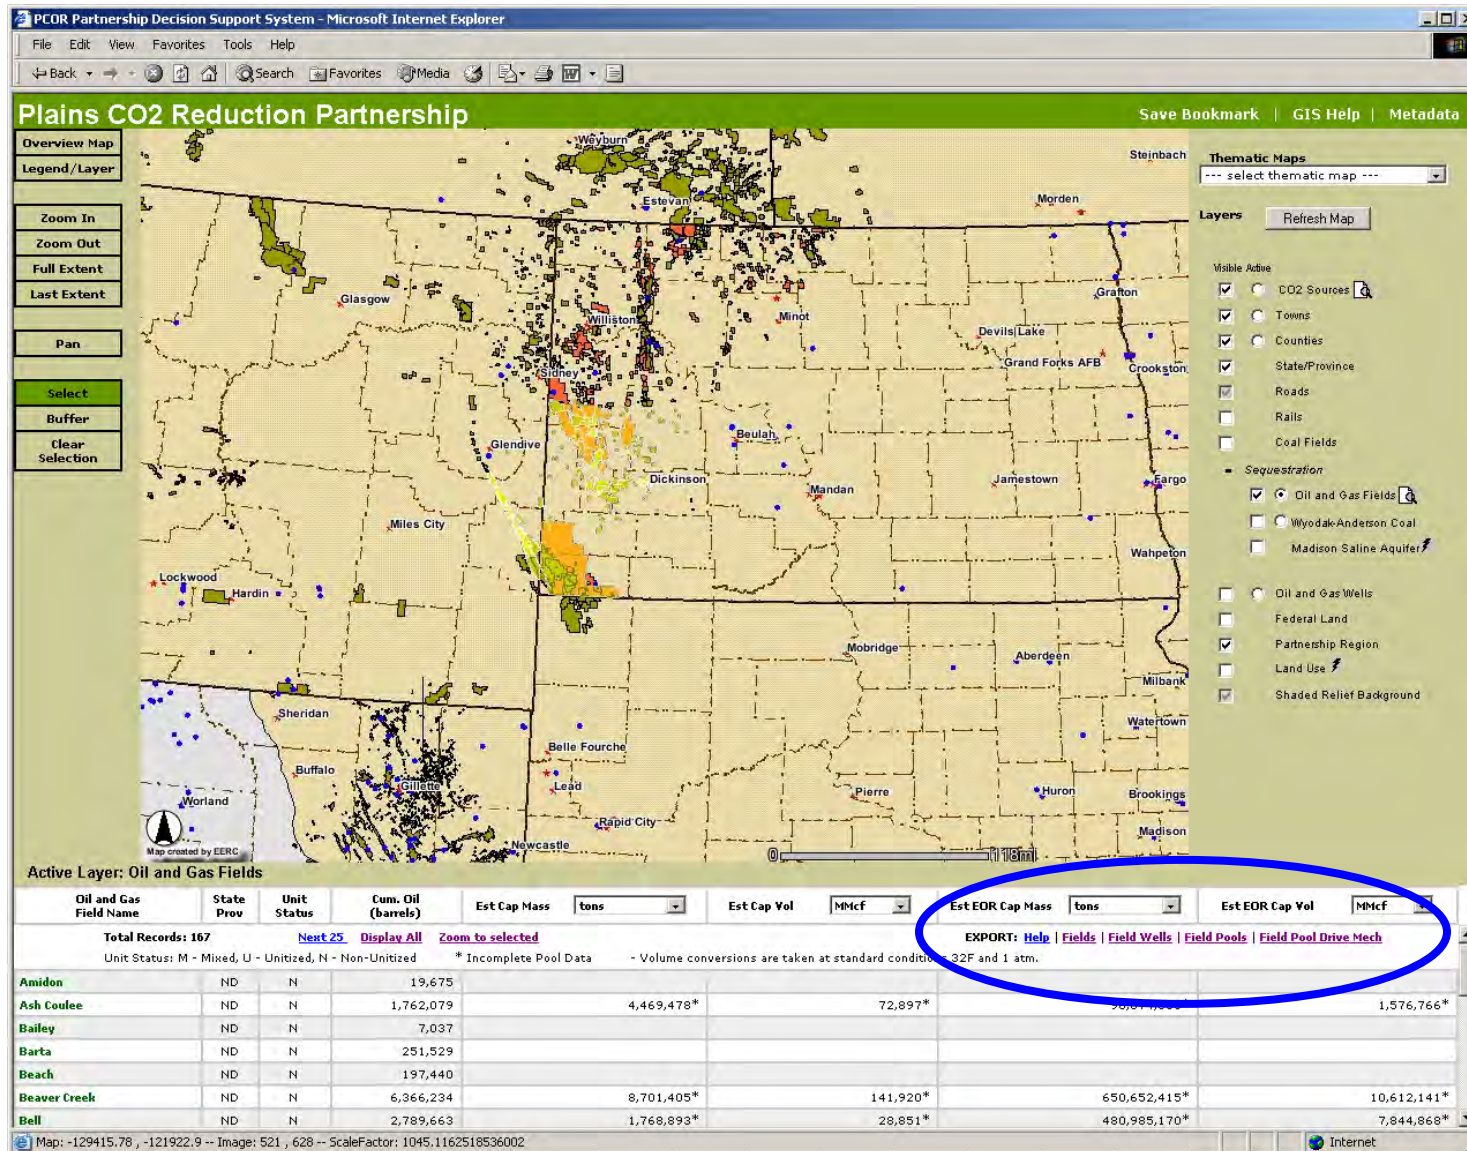 PCOR Partnership Decision Support System - Microsoft Internet Explorer
File Edit View Favorites Tools Help
Back Search Favorites Media
Plains CO2 Reduction Partnership
Save Bookmark | GIS Help | Metadata
Overview Map
Legend/Layer
Zoom In
Zoom Out
Full Extent
Last Extent
Pan
Select
Buffer
Clear
Selection
Weyburn
Steinbach
Estevan
Morden
Glasgow
Williston
Minot
Grafton
Devils Lake
Grand Forks AFB
Crookston
Sidney
Glendive
Beulah
Dickinson
Mandan
Jamestown
Fargo
Miles City
Wahpeton
Lockwood
Hardin
Mobridge
Aberdeen
Milbank
Sheridan
Watertown
Belle Fourche
Buffalo
Gillette
Lead
Pierre
Huron
Brookings
Worland
Rapid City
Madison
Newcastle
Map created by EERC
0 118mi
Thematic Maps
--- select thematic map ---
Layers Refresh Map
Visible Active
CO2 Sources
Towns
Counties
State/Province
Roads
Rails
Coal Fields
- Sequestration
Oil and Gas Fields
Wyodak-Anderson Coal
Madison Saline Aquifer
Oil and Gas Wells
Federal Land
Partnership Region
Land Use
Shaded Relief Background
Active Layer: Oil and Gas Fields
Oil and Gas Field Name State Prov Unit Status Cum. Oil (barrels) Est Cap Mass tons Est Cap Vol MMcf Est EOR Cap Mass tons Est EOR Cap Vol MMcf
Total Records: 167 Next 25 Display All Zoom to selected EXPORT: Help | Fields | Field Wells | Field Pools | Field Pool Drive Mech
Unit Status: M - Mixed, U - Unitized, N - Non-Unitized * Incomplete Pool Data - Volume conversions are taken at standard conditions 32F and 1 atm.
Amidon ND N 19,675
Ash Coulee ND N 1,762,079 4,469,478* 72,897* 1,576,766*
Bailey ND N 7,037
Barta ND N 251,529
Beach ND N 197,440
Beaver Creek ND N 6,366,234 8,701,405* 141,920* 650,652,415* 10,612,141*
Bell ND N 2,789,663 1,768,893* 28,851* 480,985,170* 7,844,868*
Map: -129415.78 , -121922.9 -- Image: 521 , 628 -- ScaleFactor: 1045.1162518536002
Internet